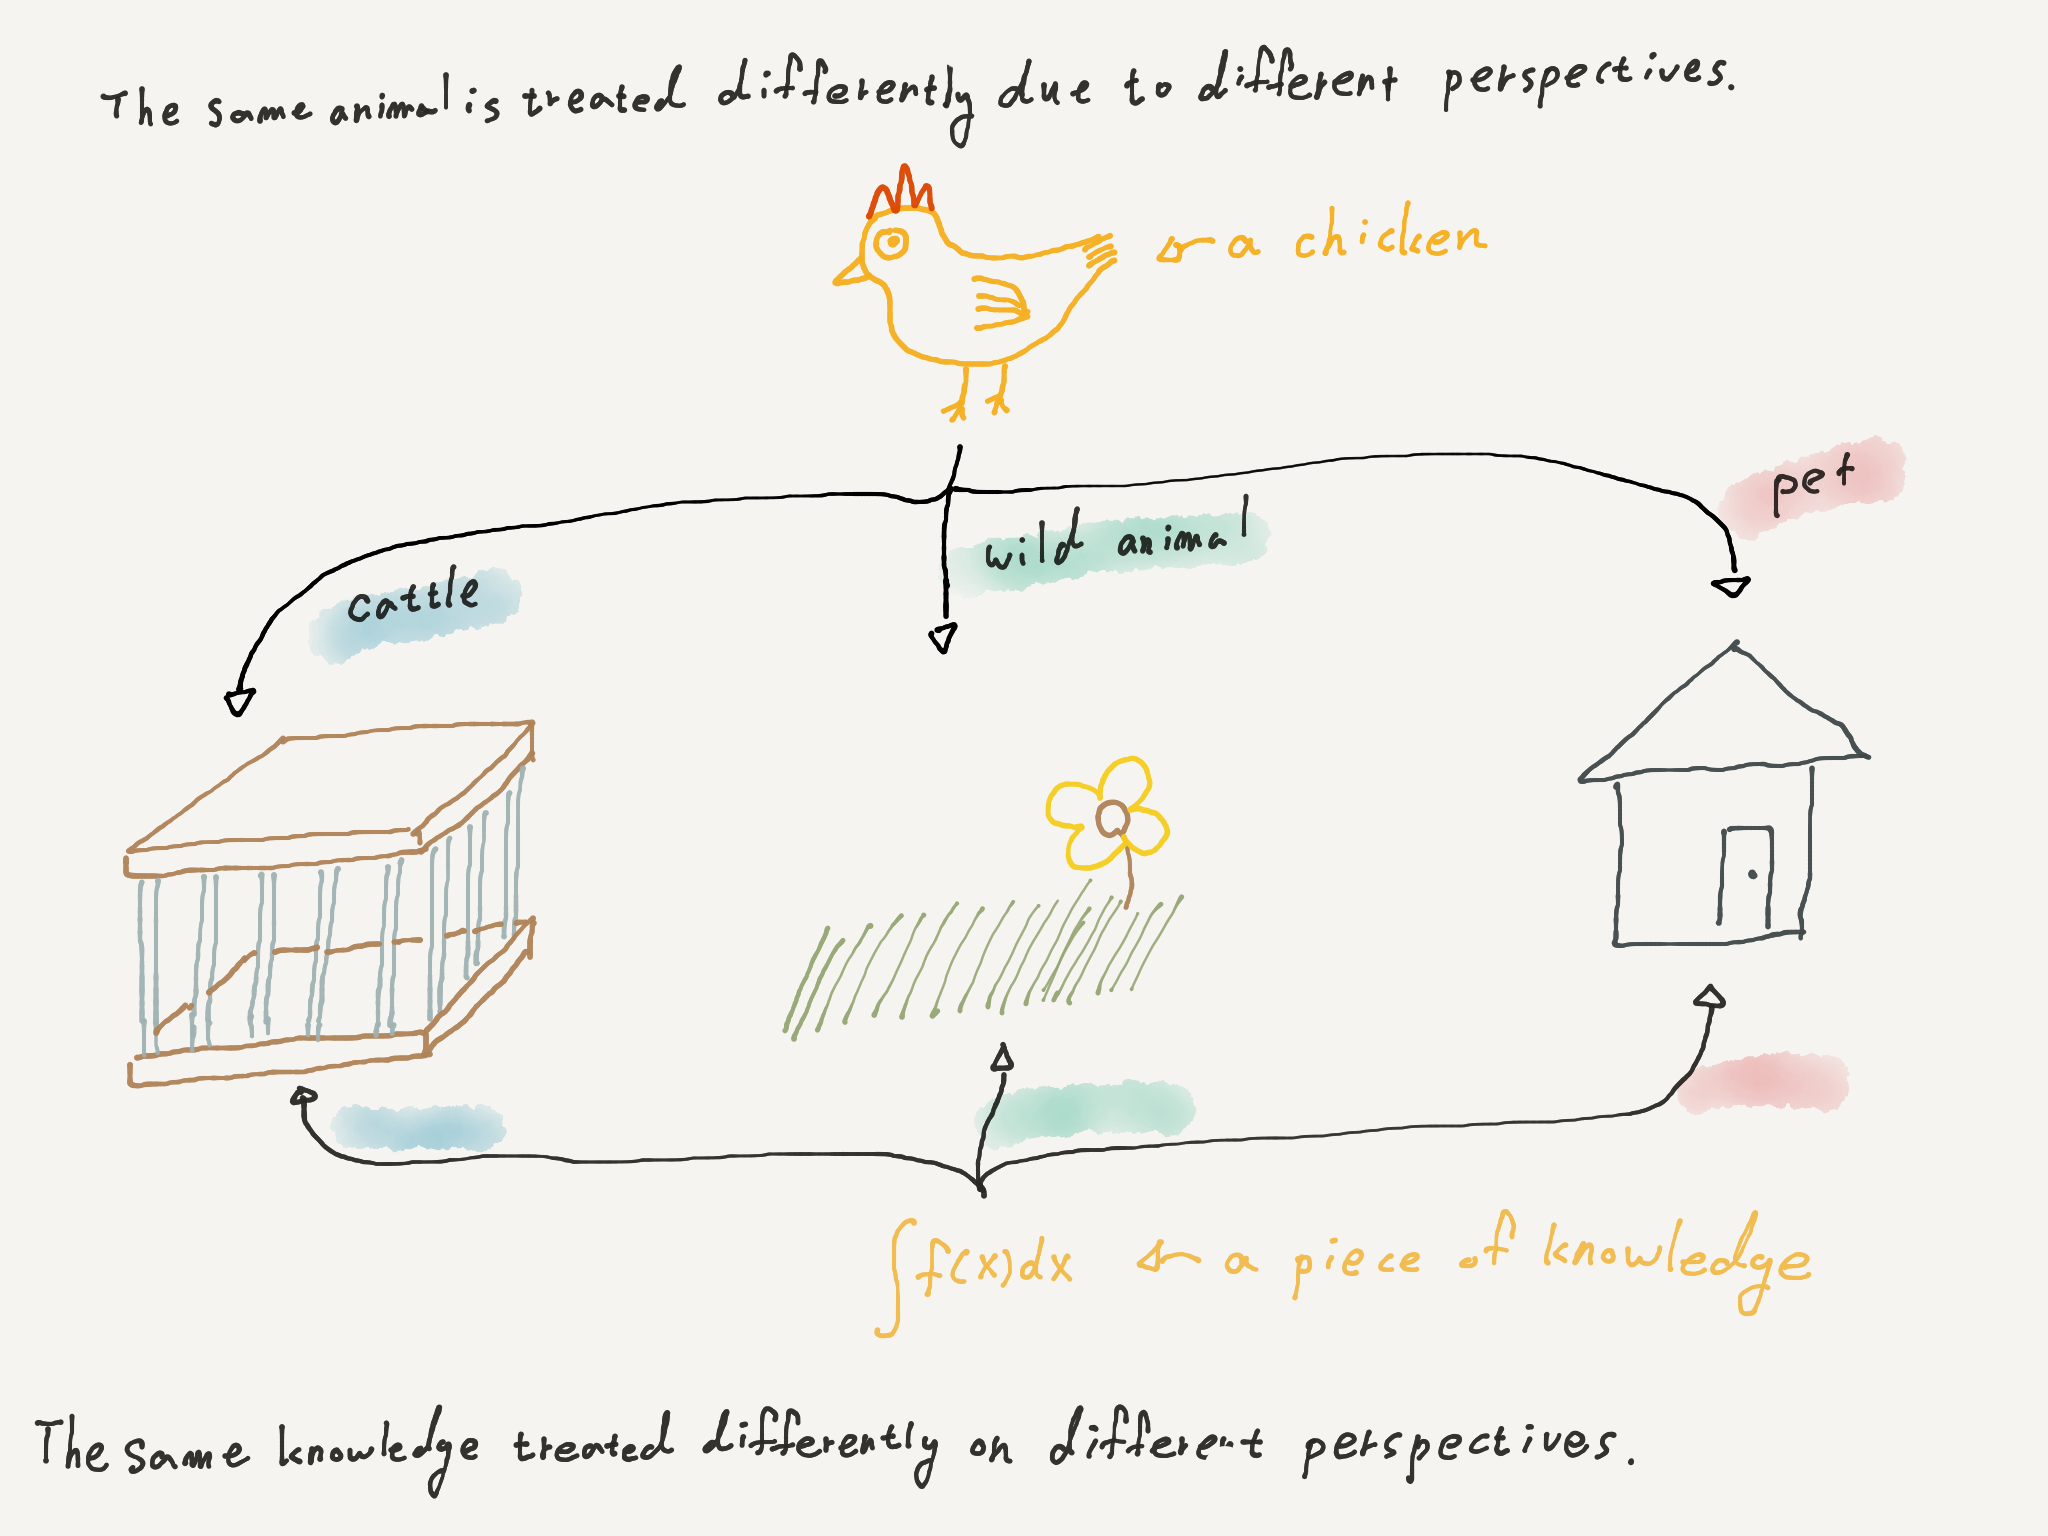 The same animal is treated differently due to different perspectives.
a chicken
pet
wild animal
cattle
∫f(x)dx
a piece of knowledge
The same knowledge treated differently on different perspectives.